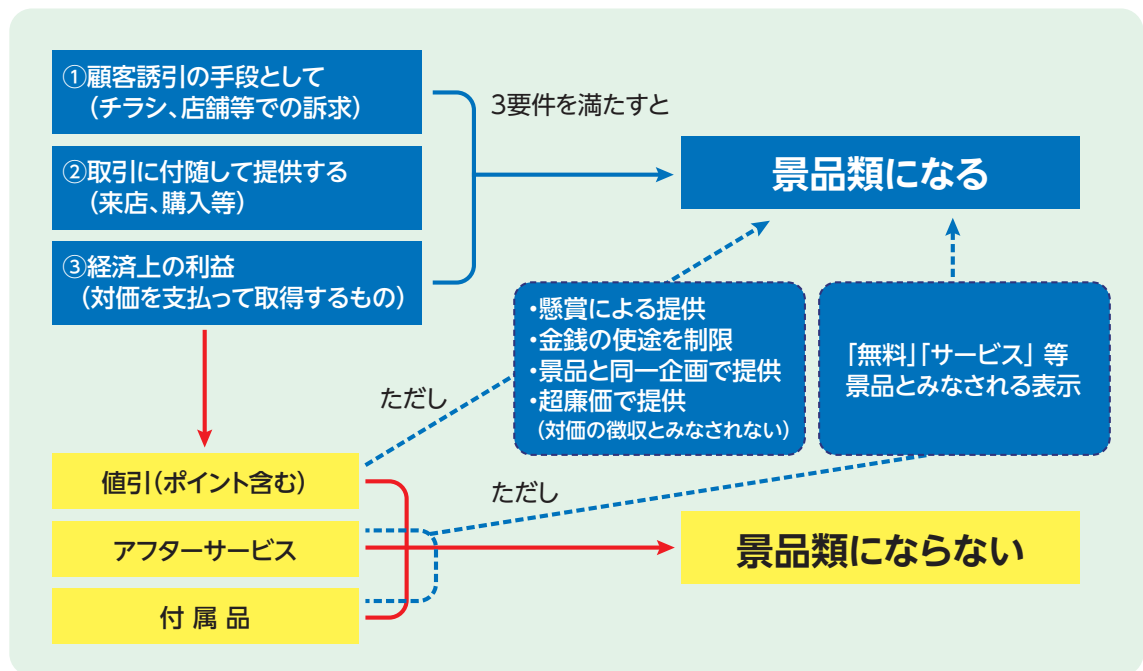 ①顧客誘引の手段として
（チラシ、店舗等での訴求）
3要件を満たすと
②取引に付随して提供する
（来店、購入等）
景品類になる
③経済上の利益
（対価を支払って取得するもの）
・懸賞による提供
・金銭の使途を制限
・景品と同一企画で提供
・超廉価で提供
（対価の徴収とみなされない）
「無料」「サービス」等
景品とみなされる表示
ただし
値引（ポイント含む）
ただし
アフターサービス
景品類にならない
付属品